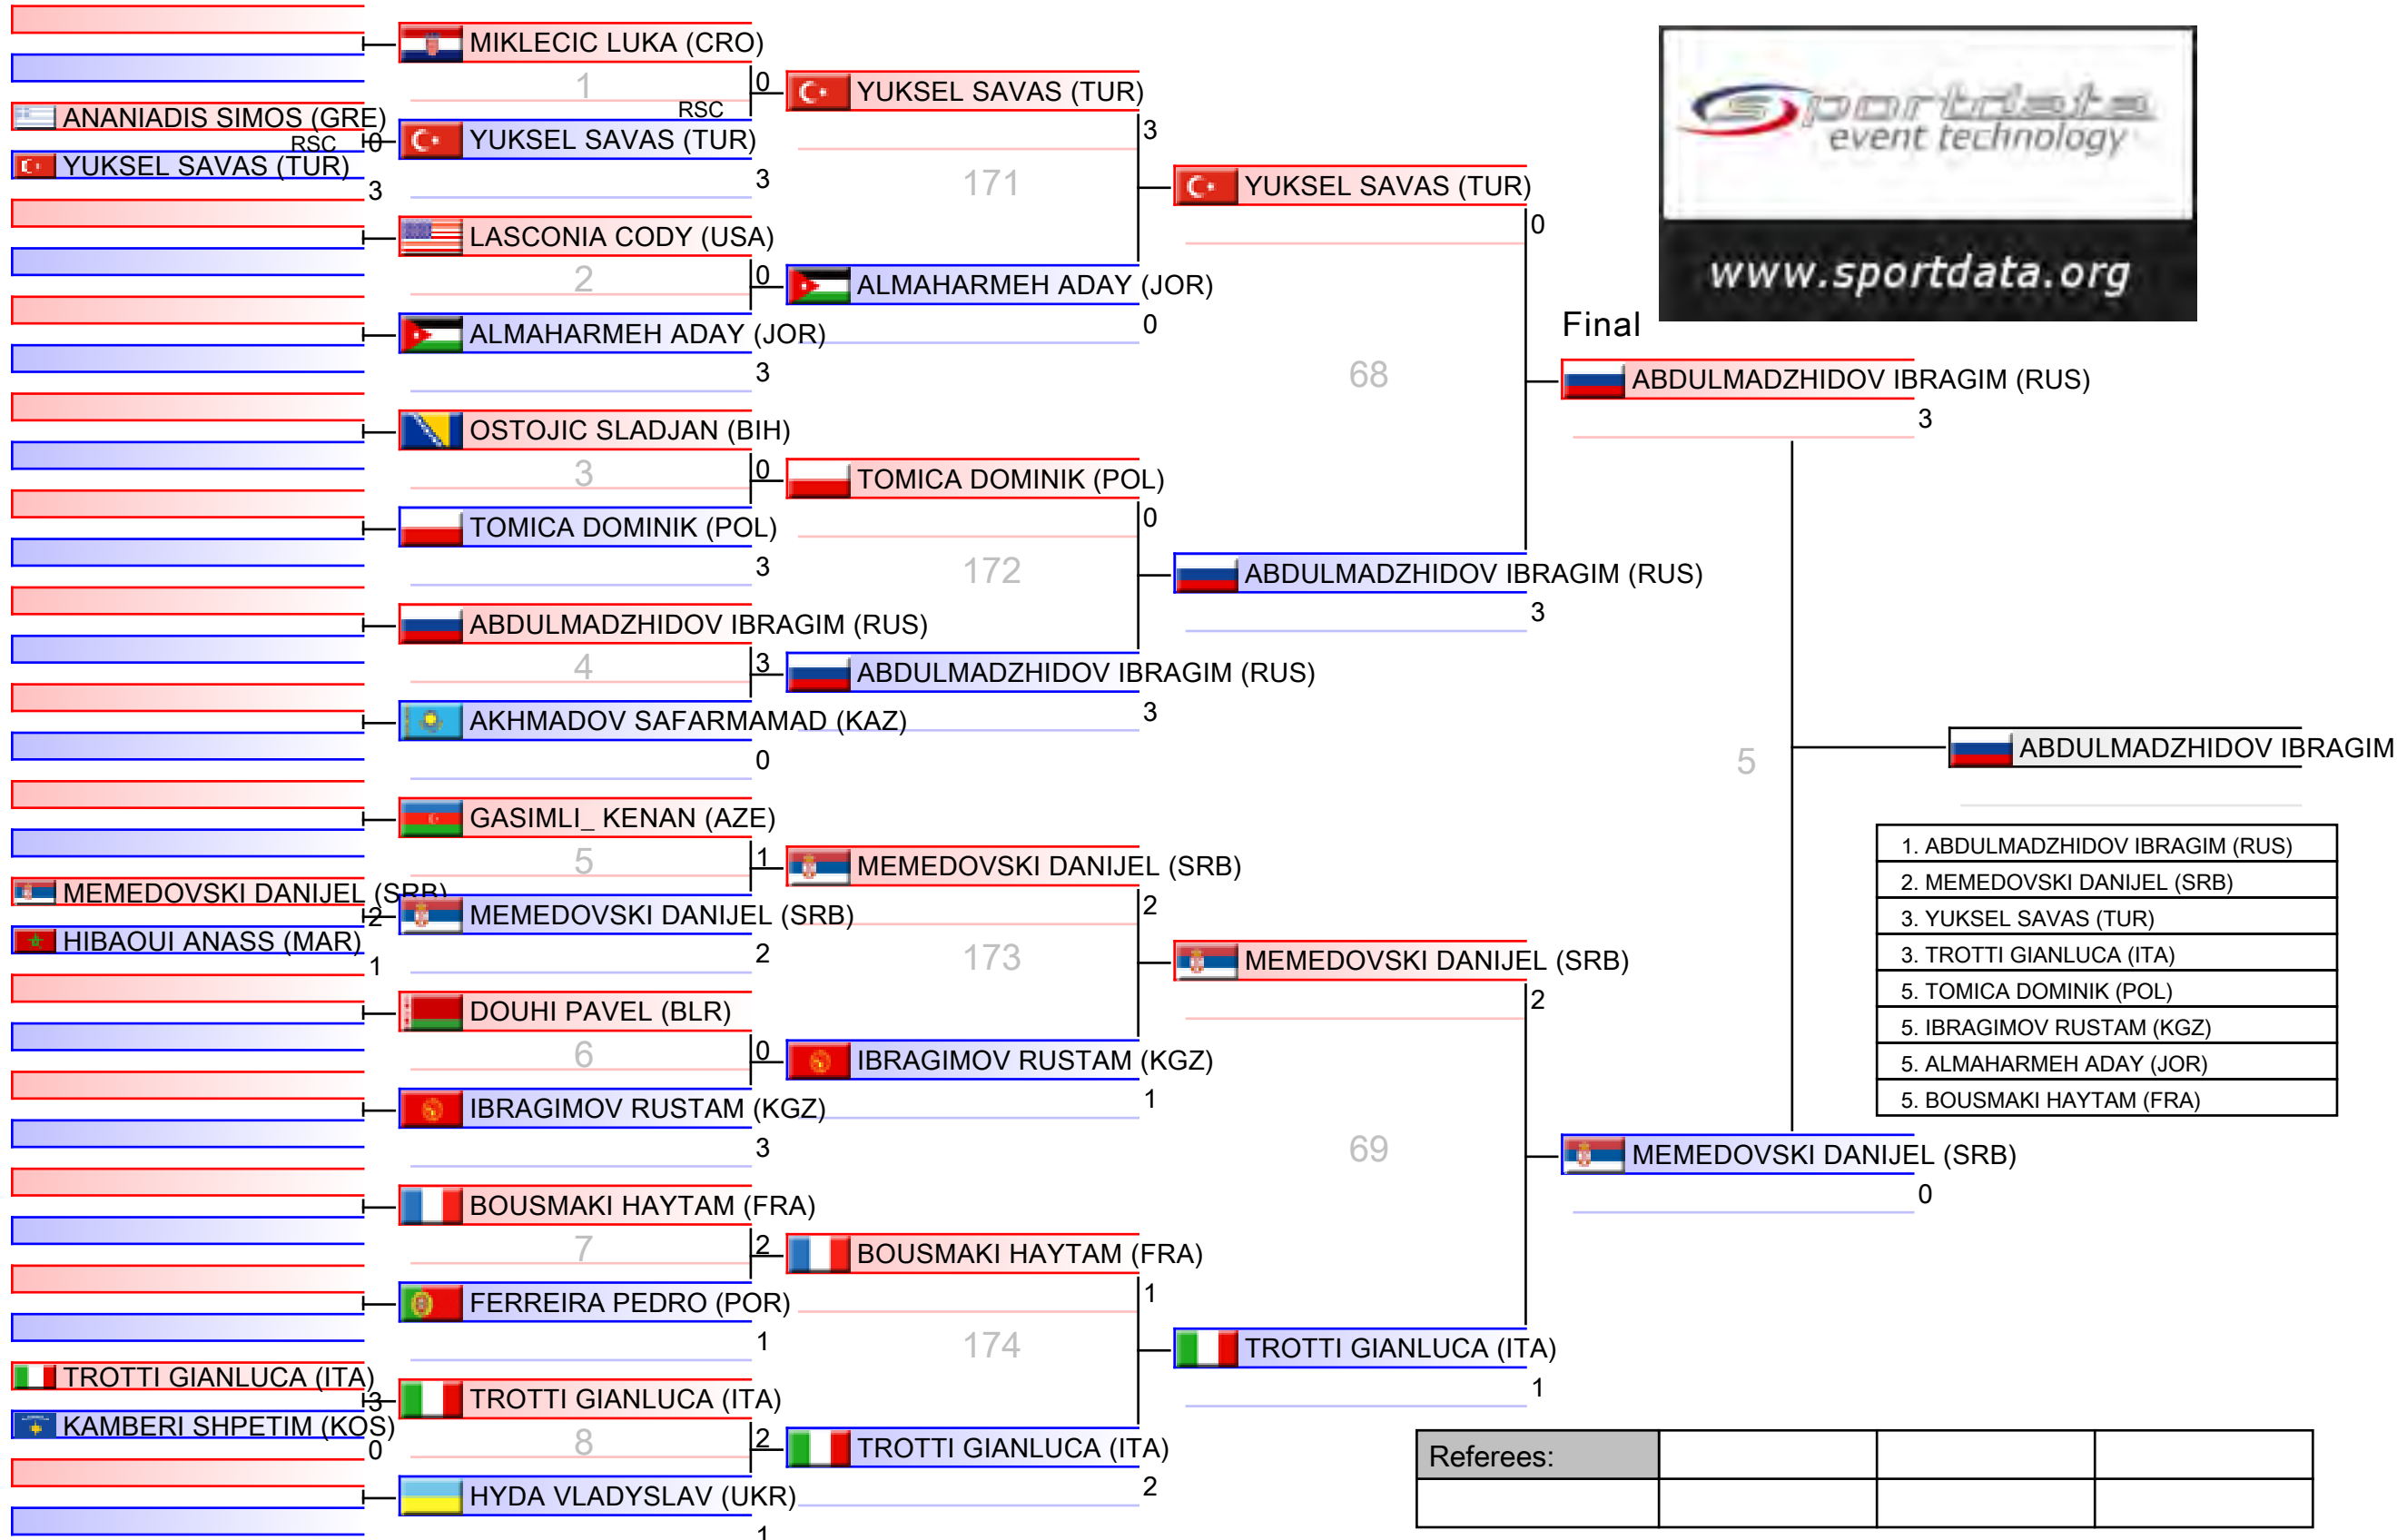 ANANIADIS SIMOS (GRE)
0
RSC
YUKSEL SAVAS (TUR)
3
MEMEDOVSKI DANIJEL (SRB)
2
HIBAOUI ANASS (MAR)
1
TROTTI GIANLUCA (ITA)
3
KAMBERI SHPETIM (KOS)
0
MIKLECIC LUKA (CRO)
0
1
RSC
YUKSEL SAVAS (TUR)
3
LASCONIA CODY (USA)
0
2
ALMAHARMEH ADAY (JOR)
3
OSTOJIC SLADJAN (BIH)
0
3
TOMICA DOMINIK (POL)
3
ABDULMADZHIDOV IBRAGIM (RUS)
3
4
AKHMADOV SAFARMAMAD (KAZ)
0
GASIMLI_ KENAN (AZE)
1
5
MEMEDOVSKI DANIJEL (SRB)
2
DOUHI PAVEL (BLR)
0
6
IBRAGIMOV RUSTAM (KGZ)
3
BOUSMAKI HAYTAM (FRA)
2
7
FERREIRA PEDRO (POR)
1
TROTTI GIANLUCA (ITA)
2
8
HYDA VLADYSLAV (UKR)
1
YUKSEL SAVAS (TUR)
3
171
ALMAHARMEH ADAY (JOR)
0
TOMICA DOMINIK (POL)
0
172
ABDULMADZHIDOV IBRAGIM (RUS)
3
MEMEDOVSKI DANIJEL (SRB)
2
173
IBRAGIMOV RUSTAM (KGZ)
1
BOUSMAKI HAYTAM (FRA)
1
174
TROTTI GIANLUCA (ITA)
2
YUKSEL SAVAS (TUR)
0
68
ABDULMADZHIDOV IBRAGIM (RUS)
3
MEMEDOVSKI DANIJEL (SRB)
2
69
TROTTI GIANLUCA (ITA)
1
sportdata
event technology
www.sportdata.org
Final
ABDULMADZHIDOV IBRAGIM (RUS)
3
5
MEMEDOVSKI DANIJEL (SRB)
0
ABDULMADZHIDOV IBRAGIM
1. ABDULMADZHIDOV IBRAGIM (RUS)
2. MEMEDOVSKI DANIJEL (SRB)
3. YUKSEL SAVAS (TUR)
3. TROTTI GIANLUCA (ITA)
5. TOMICA DOMINIK (POL)
5. IBRAGIMOV RUSTAM (KGZ)
5. ALMAHARMEH ADAY (JOR)
5. BOUSMAKI HAYTAM (FRA)
Referees: